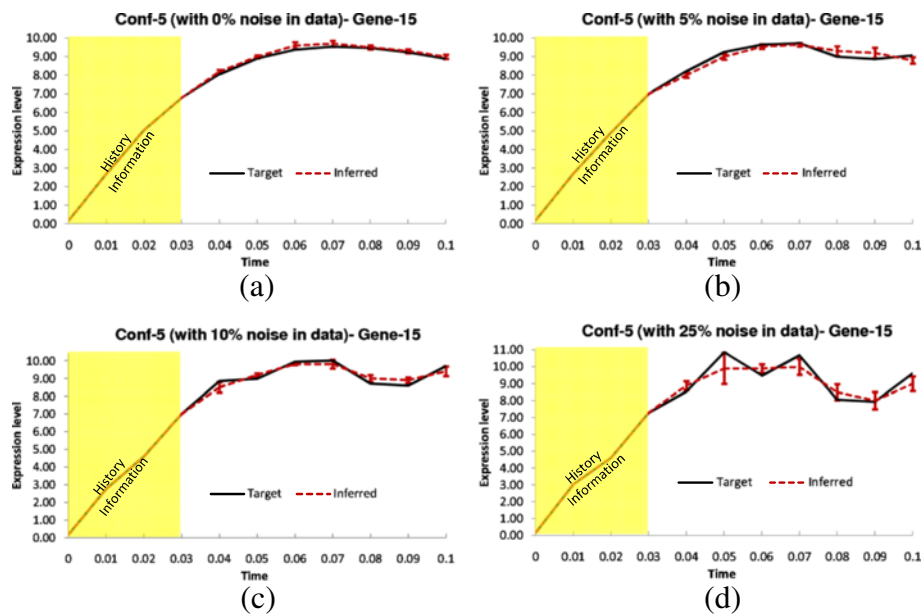 Conf-5 (with 0% noise in data)- Gene-15
Expression level
10.00
9.00
8.00
7.00
6.00
5.00
4.00
3.00
2.00
1.00
0.00
History
Information
Target
Inferred
0 0.01 0.02 0.03 0.04 0.05 0.06 0.07 0.08 0.09 0.1
Time
(a)
Conf-5 (with 5% noise in data)- Gene-15
Expression level
10.00
9.00
8.00
7.00
6.00
5.00
4.00
3.00
2.00
1.00
0.00
History
Information
Target
Inferred
0 0.01 0.02 0.03 0.04 0.05 0.06 0.07 0.08 0.09 0.1
Time
(b)
Conf-5 (with 10% noise in data)- Gene-15
Expression level
10.00
9.00
8.00
7.00
6.00
5.00
4.00
3.00
2.00
1.00
0.00
History
Information
Target
Inferred
0 0.01 0.02 0.03 0.04 0.05 0.06 0.07 0.08 0.09 0.1
Time
(c)
Conf-5 (with 25% noise in data)- Gene-15
Expression level
11.00
10.00
9.00
8.00
7.00
6.00
5.00
4.00
3.00
2.00
1.00
0.00
History
Information
Target
Inferred
0 0.01 0.02 0.03 0.04 0.05 0.06 0.07 0.08 0.09 0.1
Time
(d)